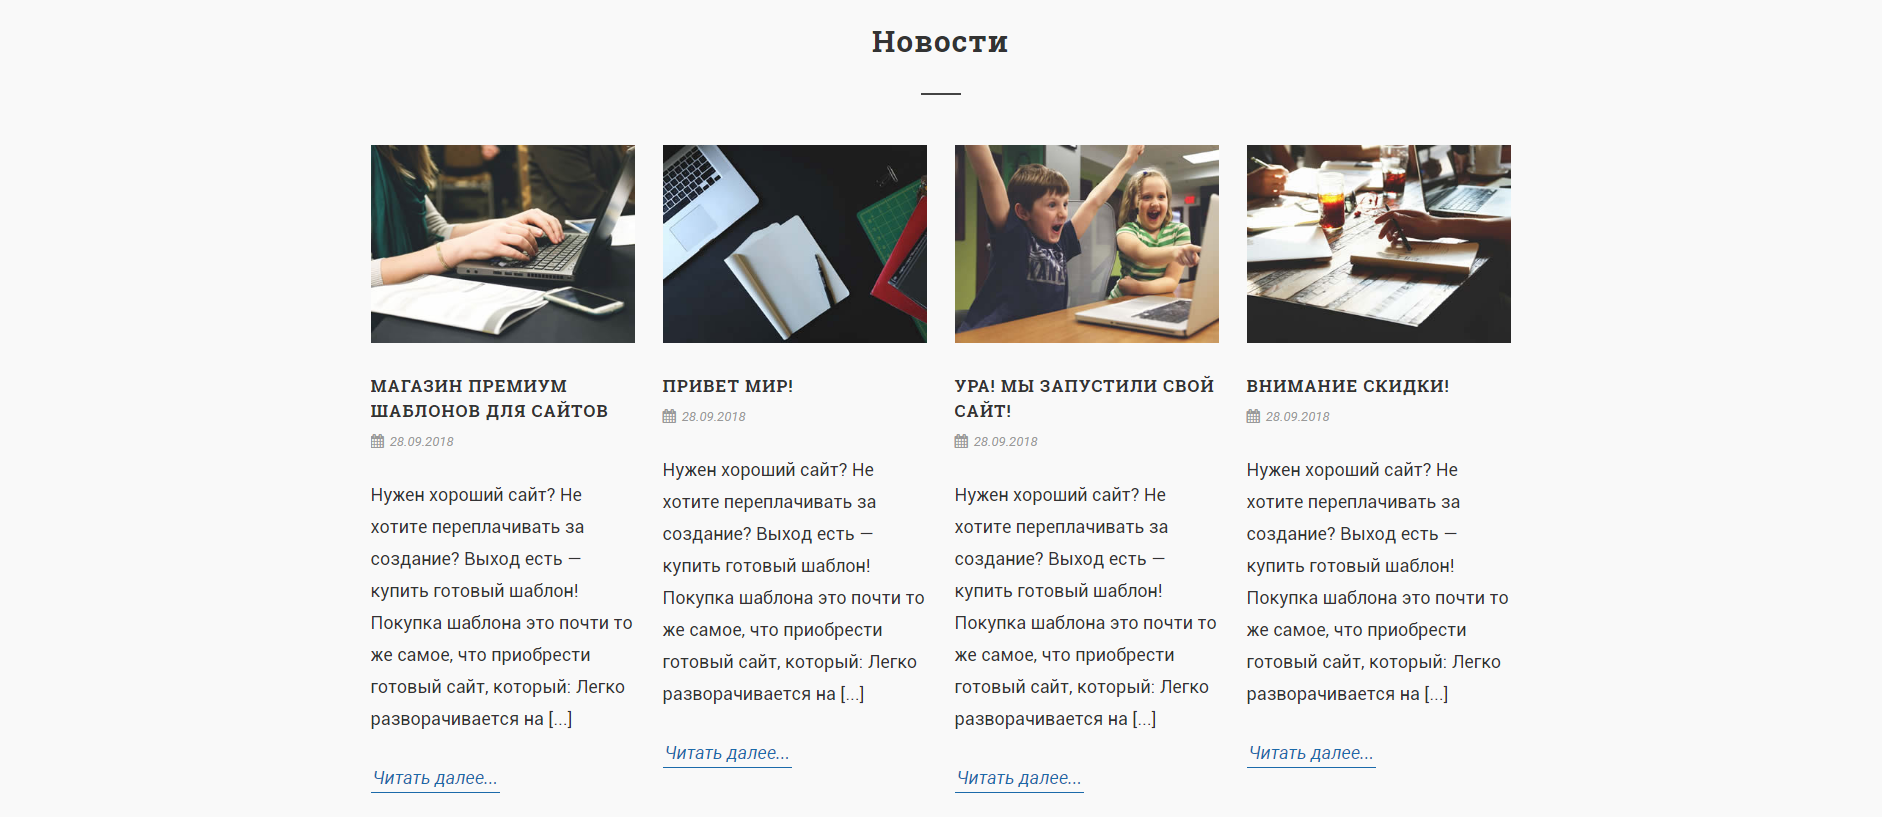 Новости
МАГАЗИН ПРЕМИУМ
ШАБЛОНОВ ДЛЯ САЙТОВ
28.09.2018
Нужен хороший сайт? Не
хотите переплачивать за
создание? Выход есть —
купить готовый шаблон!
Покупка шаблона это почти то
же самое, что приобрести
готовый сайт, который: Легко
разворачивается на [...]
Читать далее...
ПРИВЕТ МИР!
28.09.2018
Нужен хороший сайт? Не
хотите переплачивать за
создание? Выход есть —
купить готовый шаблон!
Покупка шаблона это почти то
же самое, что приобрести
готовый сайт, который: Легко
разворачивается на [...]
Читать далее...
УРА! МЫ ЗАПУСТИЛИ СВОЙ
САЙТ!
28.09.2018
Нужен хороший сайт? Не
хотите переплачивать за
создание? Выход есть —
купить готовый шаблон!
Покупка шаблона это почти то
же самое, что приобрести
готовый сайт, который: Легко
разворачивается на [...]
Читать далее...
ВНИМАНИЕ СКИДКИ!
28.09.2018
Нужен хороший сайт? Не
хотите переплачивать за
создание? Выход есть —
купить готовый шаблон!
Покупка шаблона это почти то
же самое, что приобрести
готовый сайт, который: Легко
разворачивается на [...]
Читать далее...